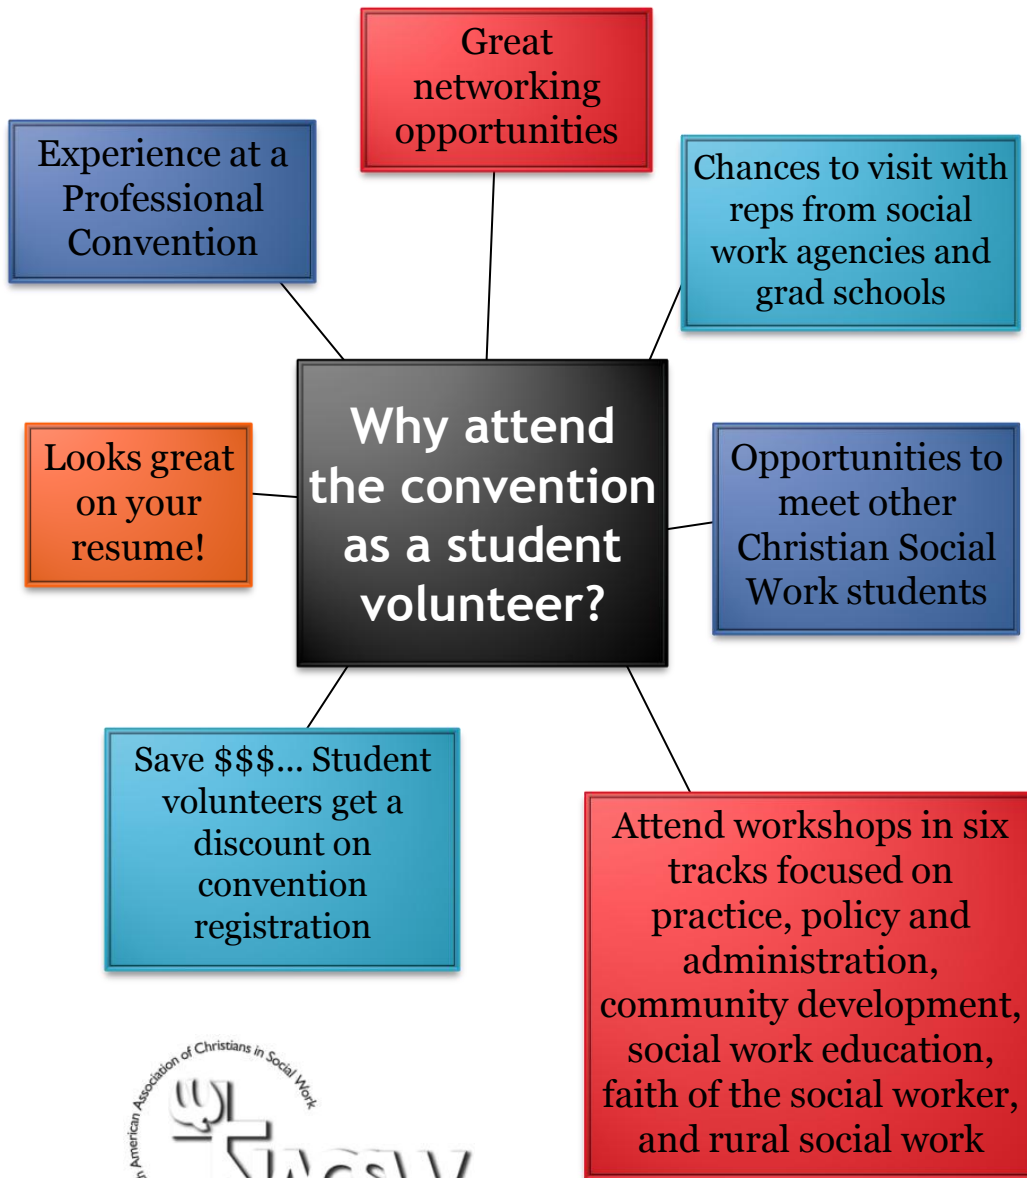 Great
networking
opportunities
Experience at a
Professional
Convention
Chances to visit with
reps from social
work agencies and
grad schools
Why attend
the convention
as a student
volunteer?
Looks great
on your
resume!
Opportunities to
meet other
Christian Social
Work students
Save $$$... Student
volunteers get a
discount on
convention
registration
Attend workshops in six
tracks focused on
practice, policy and
administration,
community development,
social work education,
faith of the social worker,
and rural social work
American Association of Christians in Social Work
NACSW